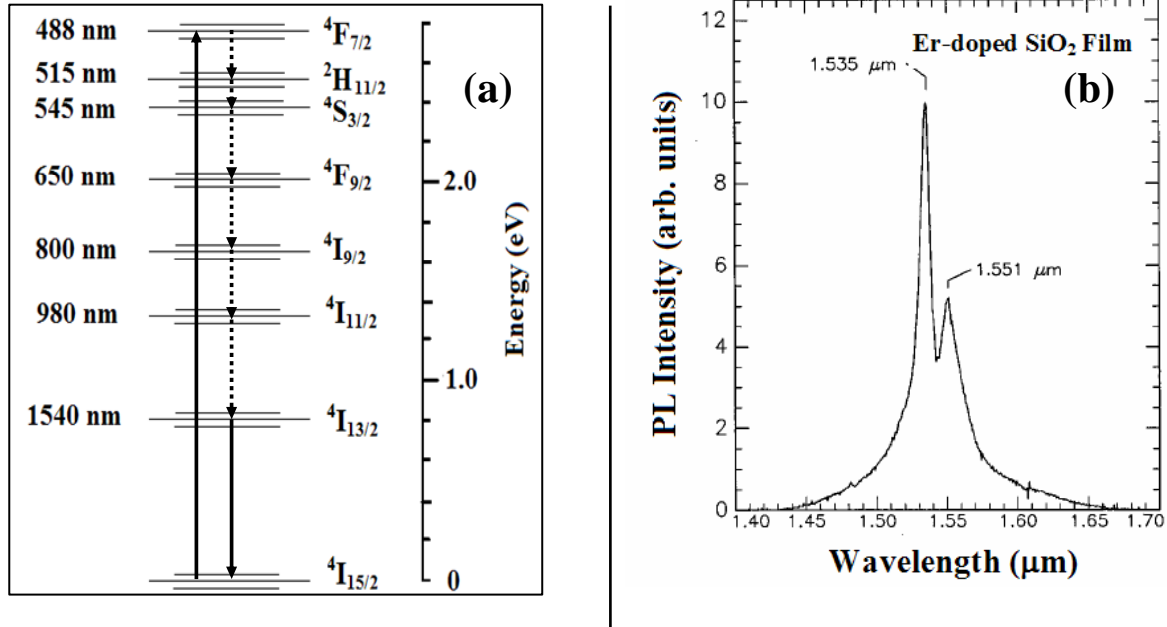 488 nm ⁴F₇/₂
515 nm ²H₁₁/₂
545 nm ⁴S₃/₂
650 nm ⁴F₉/₂
800 nm ⁴I₉/₂
980 nm ⁴I₁₁/₂
1540 nm ⁴I₁₃/₂
⁴I₁₅/₂
(a)
2.0
1.0
0
Energy (eV)
Er-doped SiO₂ Film
(b)
1.535 μm
1.551 μm
12
10
8
6
4
2
0
PL Intensity (arb. units)
1.40 1.45 1.50 1.55 1.60 1.65 1.70
Wavelength (μm)